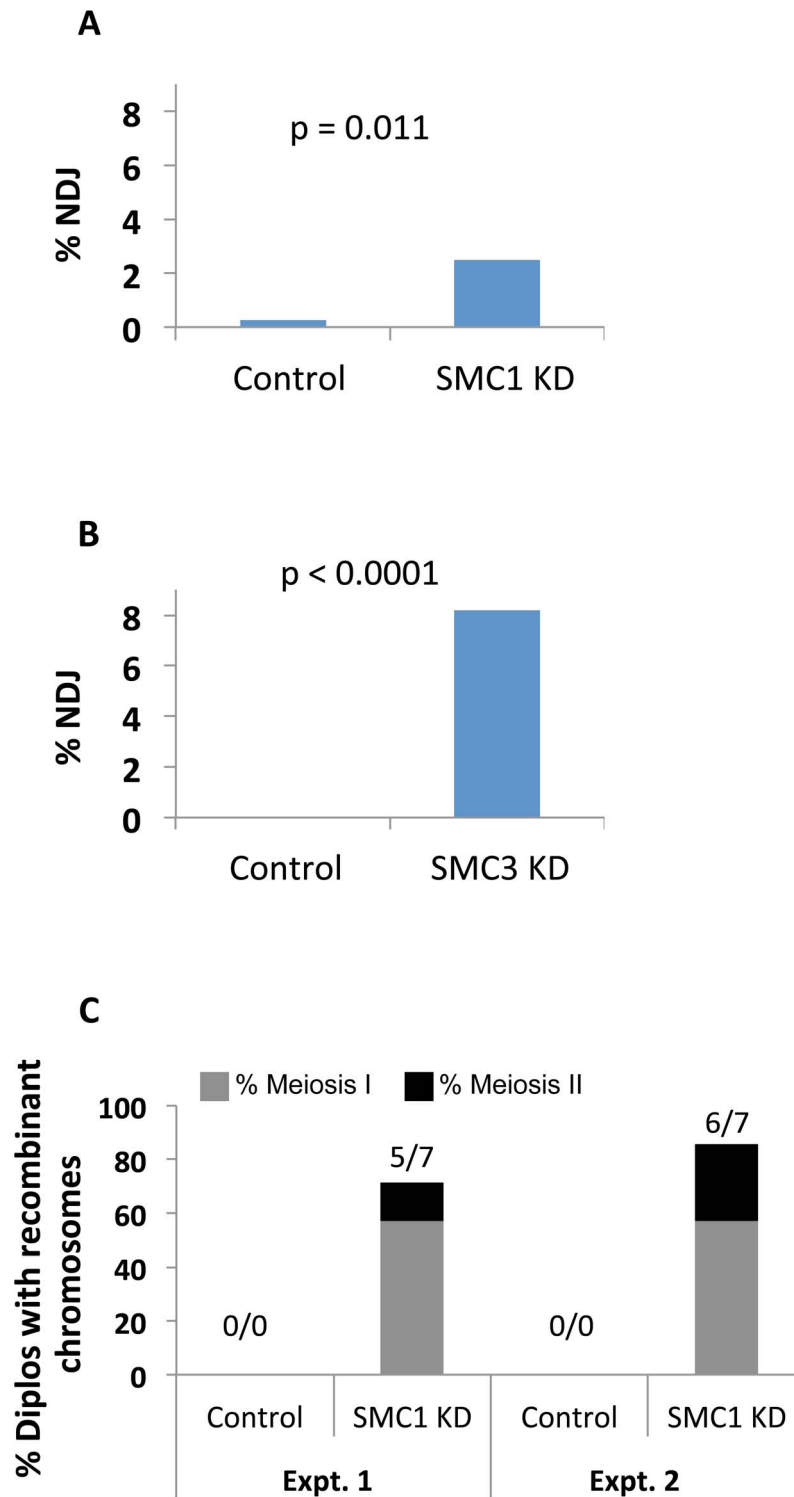 A
% NDJ
8
6
4
2
0
p = 0.011
Control SMC1 KD
B
% NDJ
8
6
4
2
0
p < 0.0001
Control SMC3 KD
C
% Diplos with recombinant
chromosomes
% Meiosis I % Meiosis II
100
80
60
40
20
0
0/0
5/7
0/0
6/7
Control SMC1 KD Control SMC1 KD
Expt. 1 Expt. 2